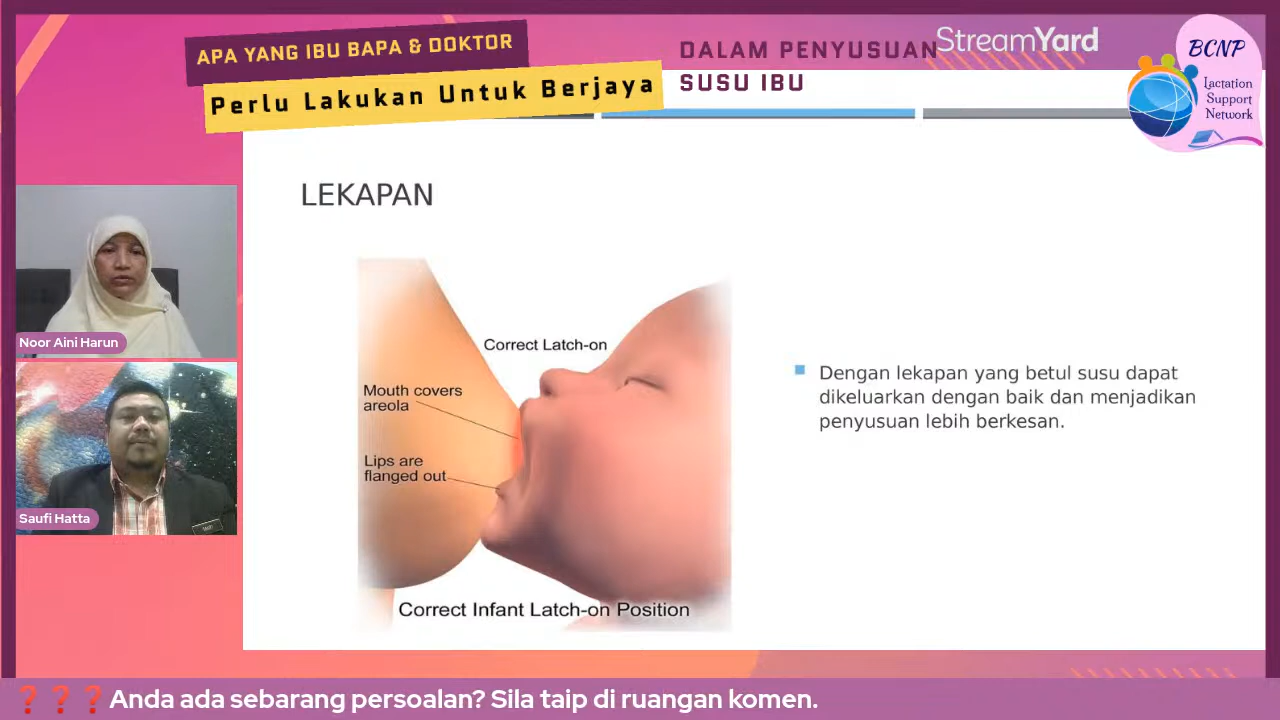 APA YANG IBU BAPA & DOKTOR
Perlu Lakukan Untuk Berjaya
DALAM PENYUSUAN
SUSU IBU
StreamYard
BCNP
Lactation
Support
Network
LEKAPAN
Correct Latch-on
Mouth covers
areola
Lips are
flanged out
Correct Infant Latch-on Position
Dengan lekapan yang betul susu dapat
dikeluarkan dengan baik dan menjadikan
penyusuan lebih berkesan.
Noor Aini Harun
Saufi Hatta
❓❓❓Anda ada sebarang persoalan? Sila taip di ruangan komen.